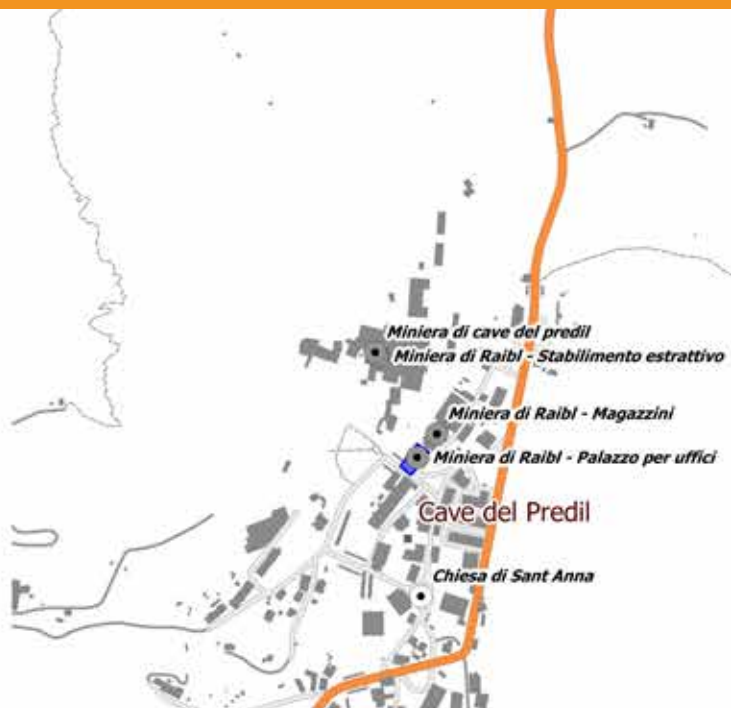 Miniera di cave del predil
Miniera di Raibl - Stabilimento estrattivo
Miniera di Raibl - Magazzini
Miniera di Raibl - Palazzo per uffici
Cave del Predil
Chiesa di Sant Anna